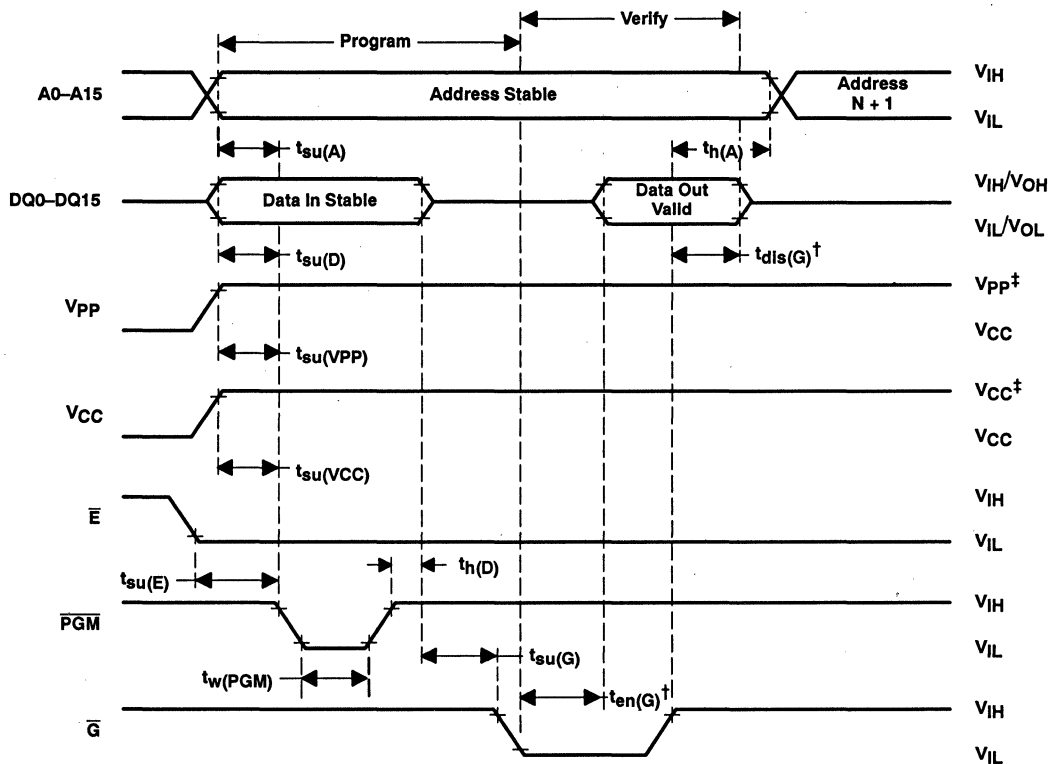 Verify
Program
A0–A15
Address Stable
Address
N + 1
VIH
VIL
tsu(A)
th(A)
DQ0–DQ15
Data In Stable
Data Out
Valid
VIH/VOH
VIL/VOL
tsu(D)
tdis(G)†
VPP
VPP‡
VCC
tsu(VPP)
VCC
VCC‡
VCC
tsu(VCC)
E̅
VIH
VIL
tsu(E)
th(D)
P̅G̅M̅
VIH
VIL
tsu(G)
tw(PGM)
ten(G)†
G̅
VIH
VIL